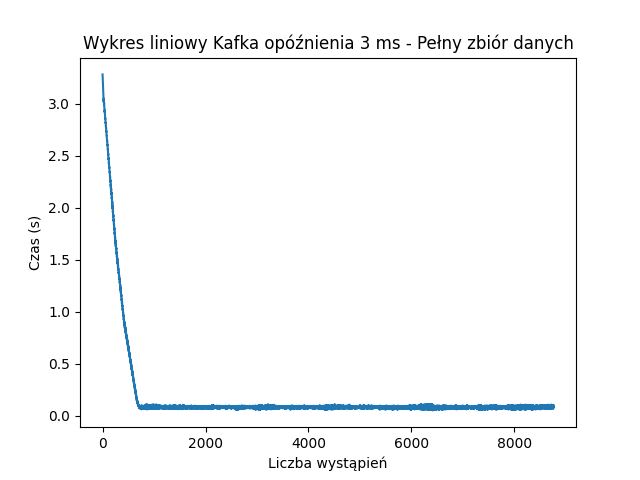 Wykres liniowy Kafka opóźnienia 3 ms - Pełny zbiór danych
3.0
2.5
2.0
1.5
1.0
0.5
0.0
Czas (s)
0 2000 4000 6000 8000
Liczba wystąpień